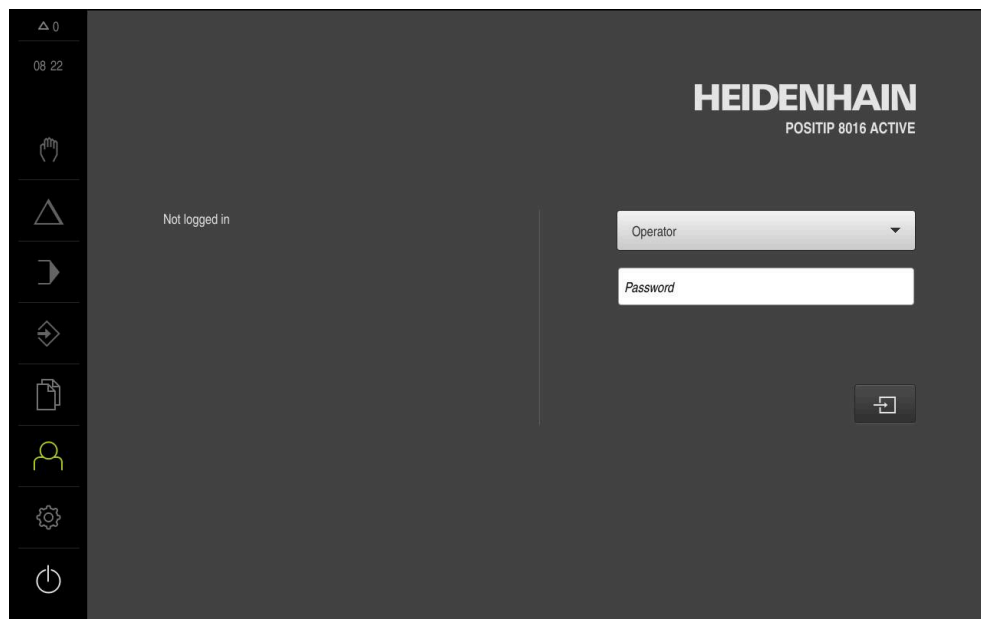 0
08 22
HEIDENHAIN
POSITIP 8016 ACTIVE
Not logged in
Operator
Password